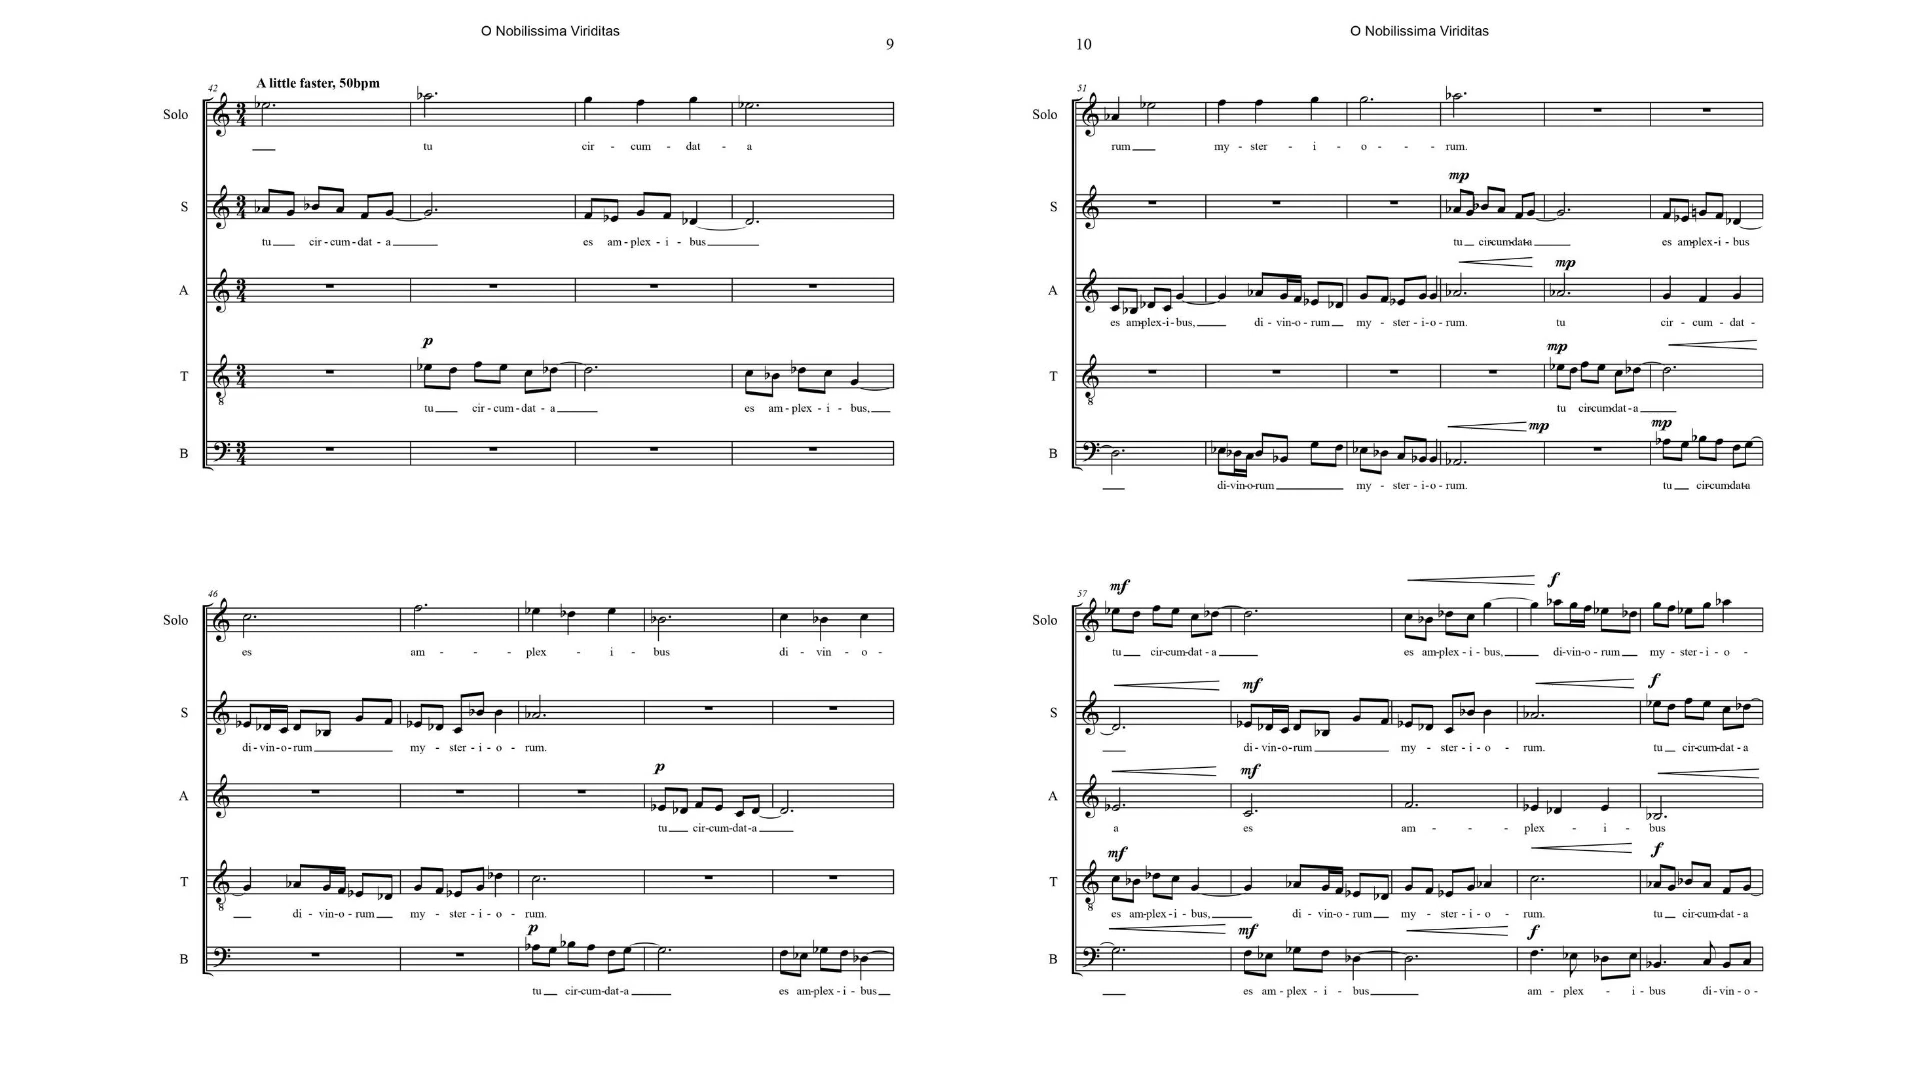 O Nobilissima Viriditas
9
42
A little faster, 50bpm
Solo
tu cir - cum - dat - a
S
tu cir - cum - dat - a es am - plex - i - bus
A
p
T
tu cir - cum - dat - a es am - plex - i - bus,
B
46
Solo
es am - - plex - i - bus di - vin - o -
S
di - vin - o - rum my - ster - i - o - rum.
p
A
tu cir - cum - dat - a
T
di - vin - o - rum my - ster - i - o - rum.
p
B
tu cir - cum - dat - a es am - plex - i - bus
O Nobilissima Viriditas
10
51
Solo
rum my - ster - i - o - - rum.
mp
S
tu circumdata es amplex - i - bus
mp
A
es amplex - i - bus, di - vin - o - rum my - ster - i - o - rum. tu cir - cum - dat -
mp
T
tu circumdat - a
mp mp
B
di - vin - o - rum my - ster - i - o - rum. tu circumdata
57
mf f
Solo
tu cir - cum - dat - a es am - plex - i - bus, di - vin - o - rum my - ster - i - o -
mf f
S
di - vin - o - rum my - ster - i - o - rum. tu cir - cum - dat - a
mf
A
a es am - - plex - i - bus
mf f
T
es am - plex - i - bus, di - vin - o - rum my - ster - i - o - rum. tu cir - cum - dat - a
mf f
B
es am - plex - i - bus am - plex - i - bus di - vin - o -